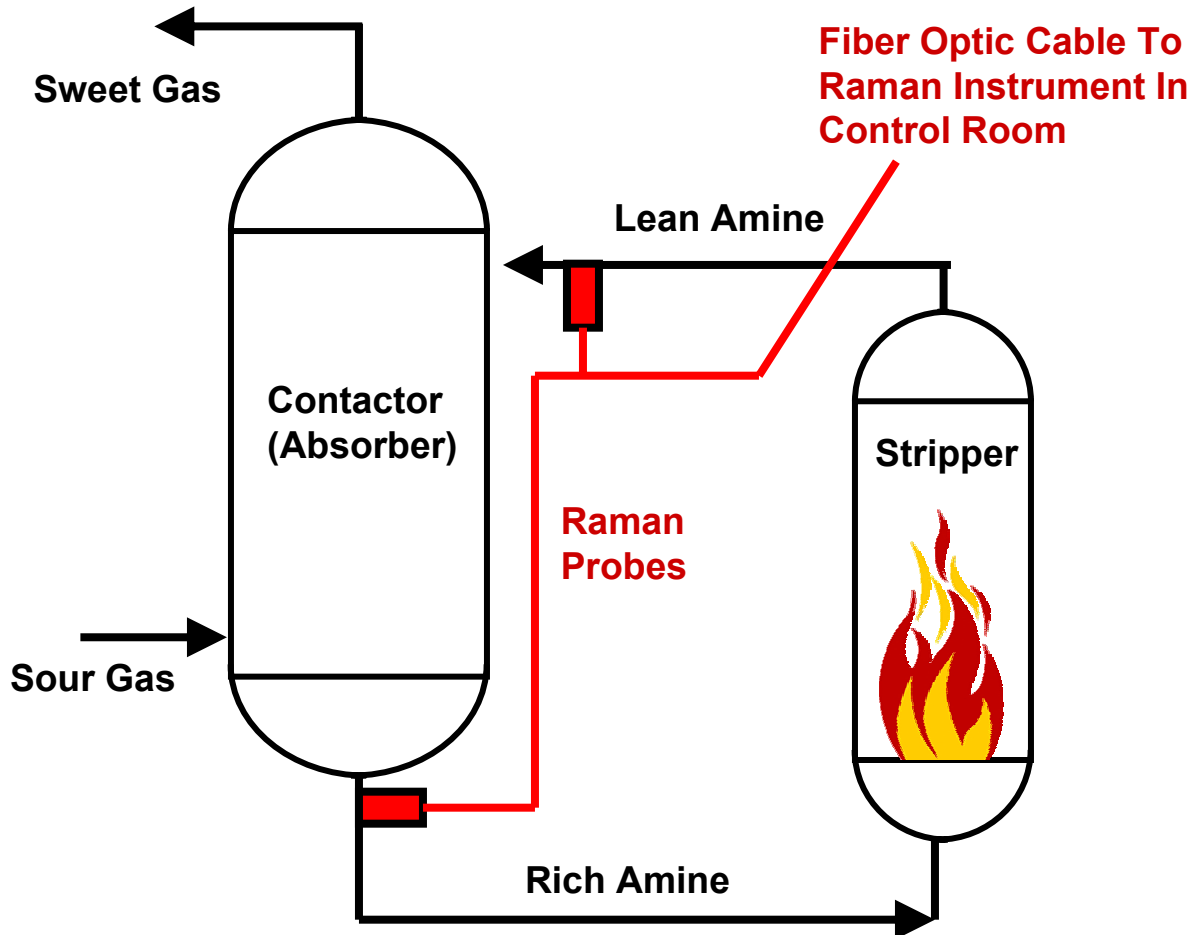 Sweet Gas
Fiber Optic Cable To
Raman Instrument In
Control Room
Lean Amine
Contactor
(Absorber)
Stripper
Raman
Probes
Sour Gas
Rich Amine